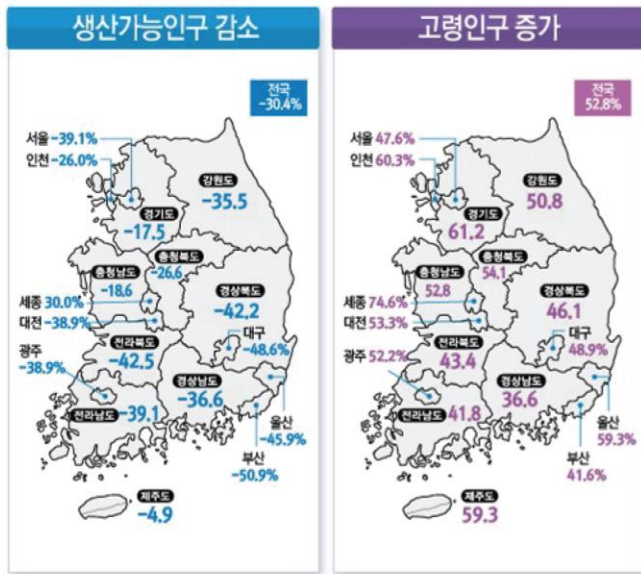 생산가능인구 감소
전국
-30.4%
서울 -39.1%
인천 -26.0%
강원도
-35.5
경기도
-17.5
충청북도
-26.6
충청남도
-18.6
경상북도
-42.2
세종 30.0%
대전 -38.9%
대구
-48.6%
광주
-38.9%
전라북도
-42.5
경상남도
-36.6
전라남도 -39.1
울산
-45.9%
부산
-50.9%
제주도
-4.9
고령인구 증가
전국
52.8%
서울 47.6%
인천 60.3%
강원도
50.8
경기도
61.2
충청북도
54.1
충청남도
52.8
경상북도
46.1
세종 74.6%
대전 53.3%
대구
48.9%
광주 52.2%
전라북도
43.4
경상남도
36.6
전라남도 41.8
울산
59.3%
부산
41.6%
제주도
59.3